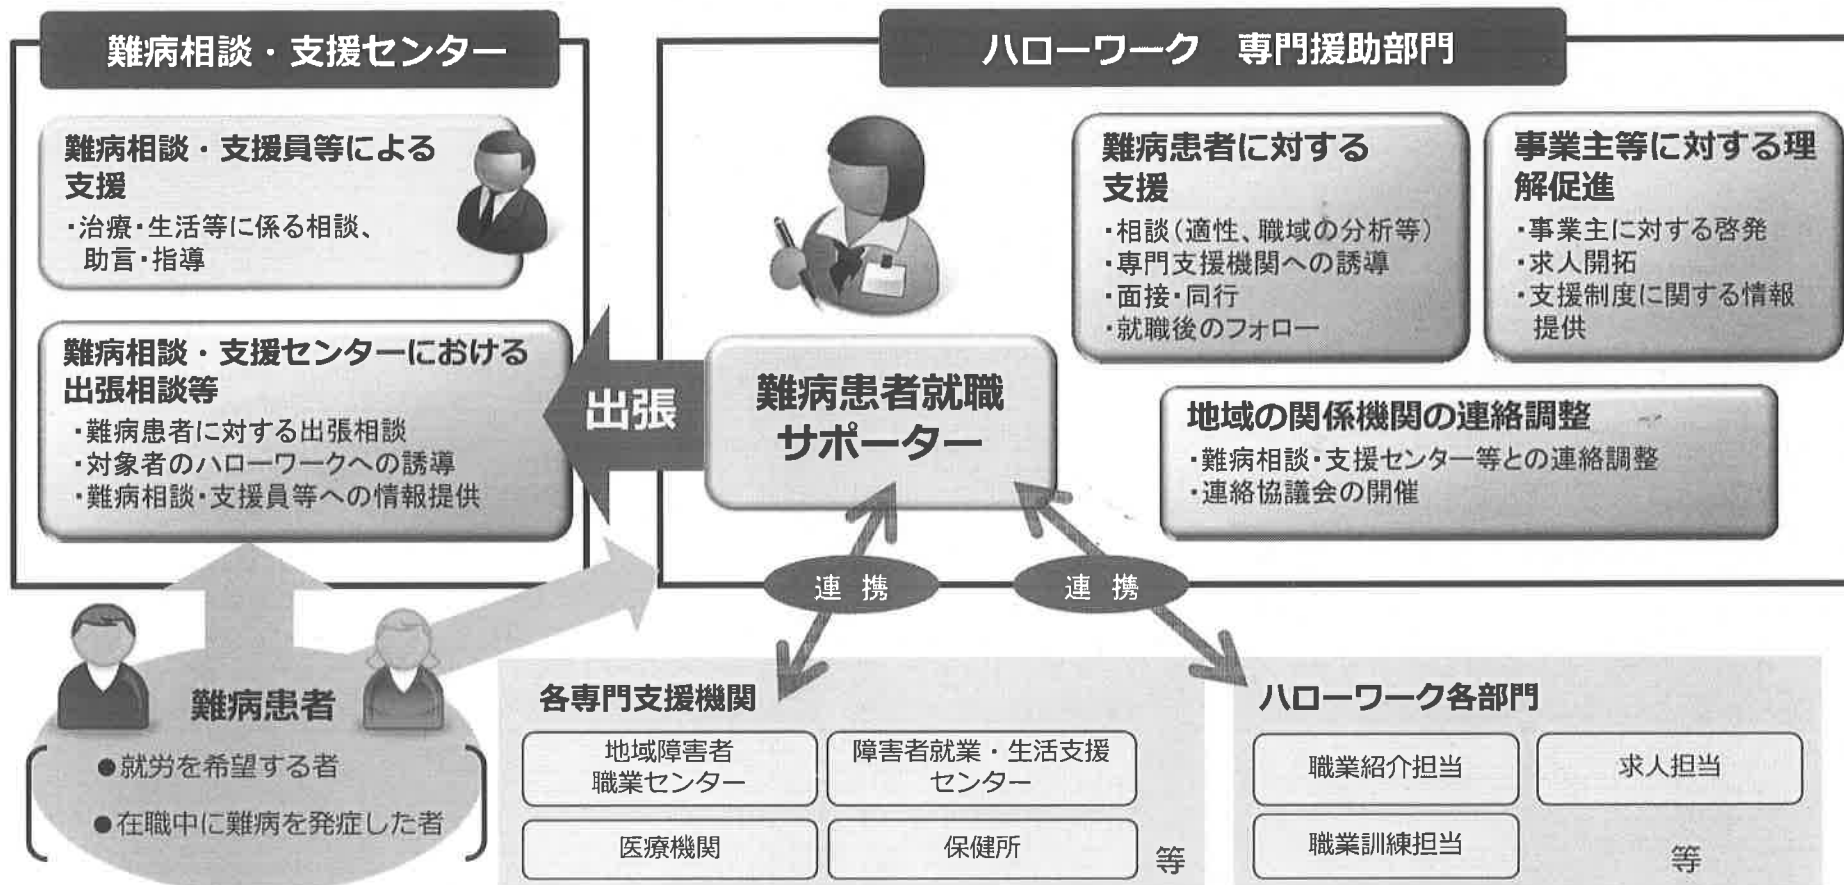 難病相談・支援センター
難病相談・支援員等による
支援
・治療・生活等に係る相談、
助言・指導
難病相談・支援センターにおける
出張相談等
・難病患者に対する出張相談
・対象者のハローワークへの誘導
・難病相談・支援員等への情報提供
ハローワーク 専門援助部門
難病患者に対する
支援
・相談(適性、職域の分析等)
・専門支援機関への誘導
・面接・同行
・就職後のフォロー
事業主等に対する理
解促進
・事業主に対する啓発
・求人開拓
・支援制度に関する情報
提供
出張
難病患者就職
サポーター
地域の関係機関の連絡調整
・難病相談・支援センター等との連絡調整
・連絡協議会の開催
連 携
連 携
難病患者
●就労を希望する者
●在職中に難病を発症した者
各専門支援機関
地域障害者
職業センター
障害者就業・生活支援
センター
医療機関
保健所
等
ハローワーク各部門
職業紹介担当
求人担当
職業訓練担当
等